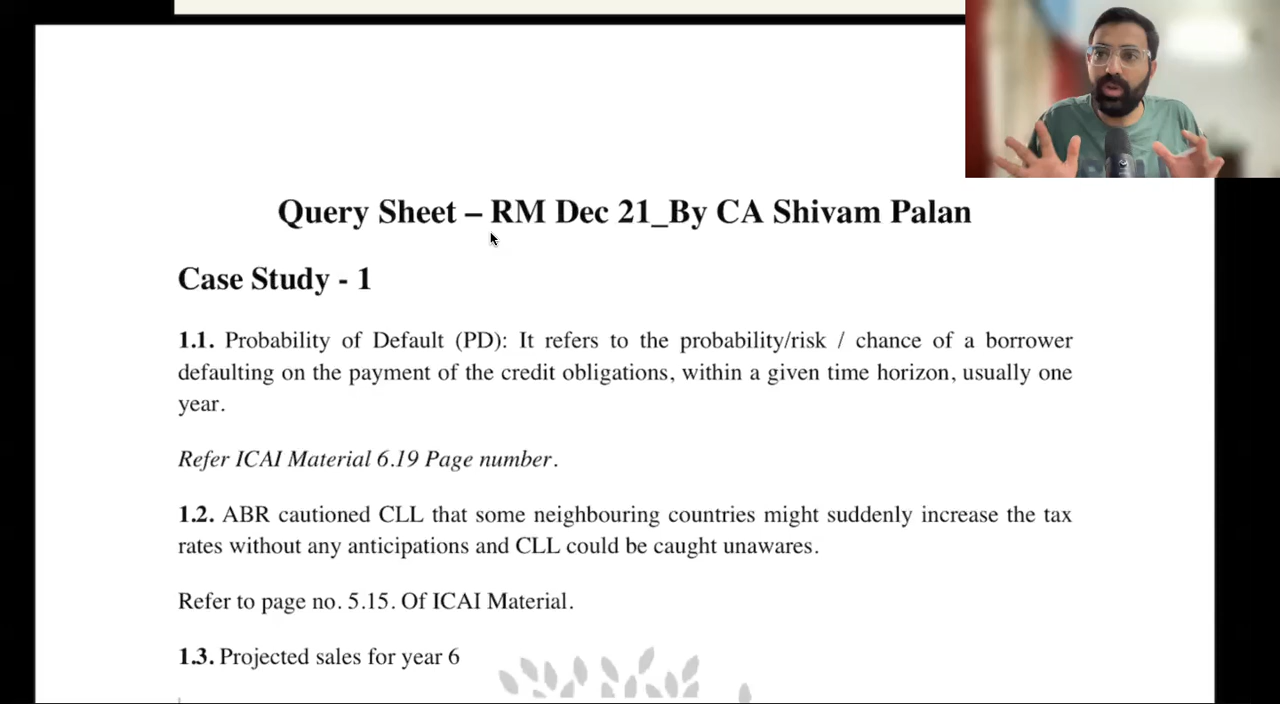 Query Sheet – RM Dec 21_By CA Shivam Palan
Case Study - 1
1.1. Probability of Default (PD): It refers to the probability/risk / chance of a borrower
defaulting on the payment of the credit obligations, within a given time horizon, usually one
year.
Refer ICAI Material 6.19 Page number.
1.2. ABR cautioned CLL that some neighbouring countries might suddenly increase the tax
rates without any anticipations and CLL could be caught unawares.
Refer to page no. 5.15. Of ICAI Material.
1.3. Projected sales for year 6